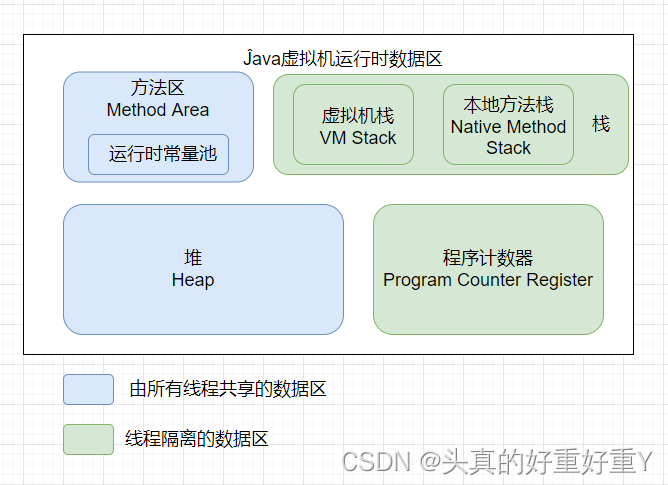 Java虚拟机运行时数据区
方法区
Method Area
运行时常量池
虚拟机栈
VM Stack
本地方法栈
Native Method
Stack
栈
堆
Heap
程序计数器
Program Counter Register
由所有线程共享的数据区
线程隔离的数据区
CSDN @头真的好重好重Y